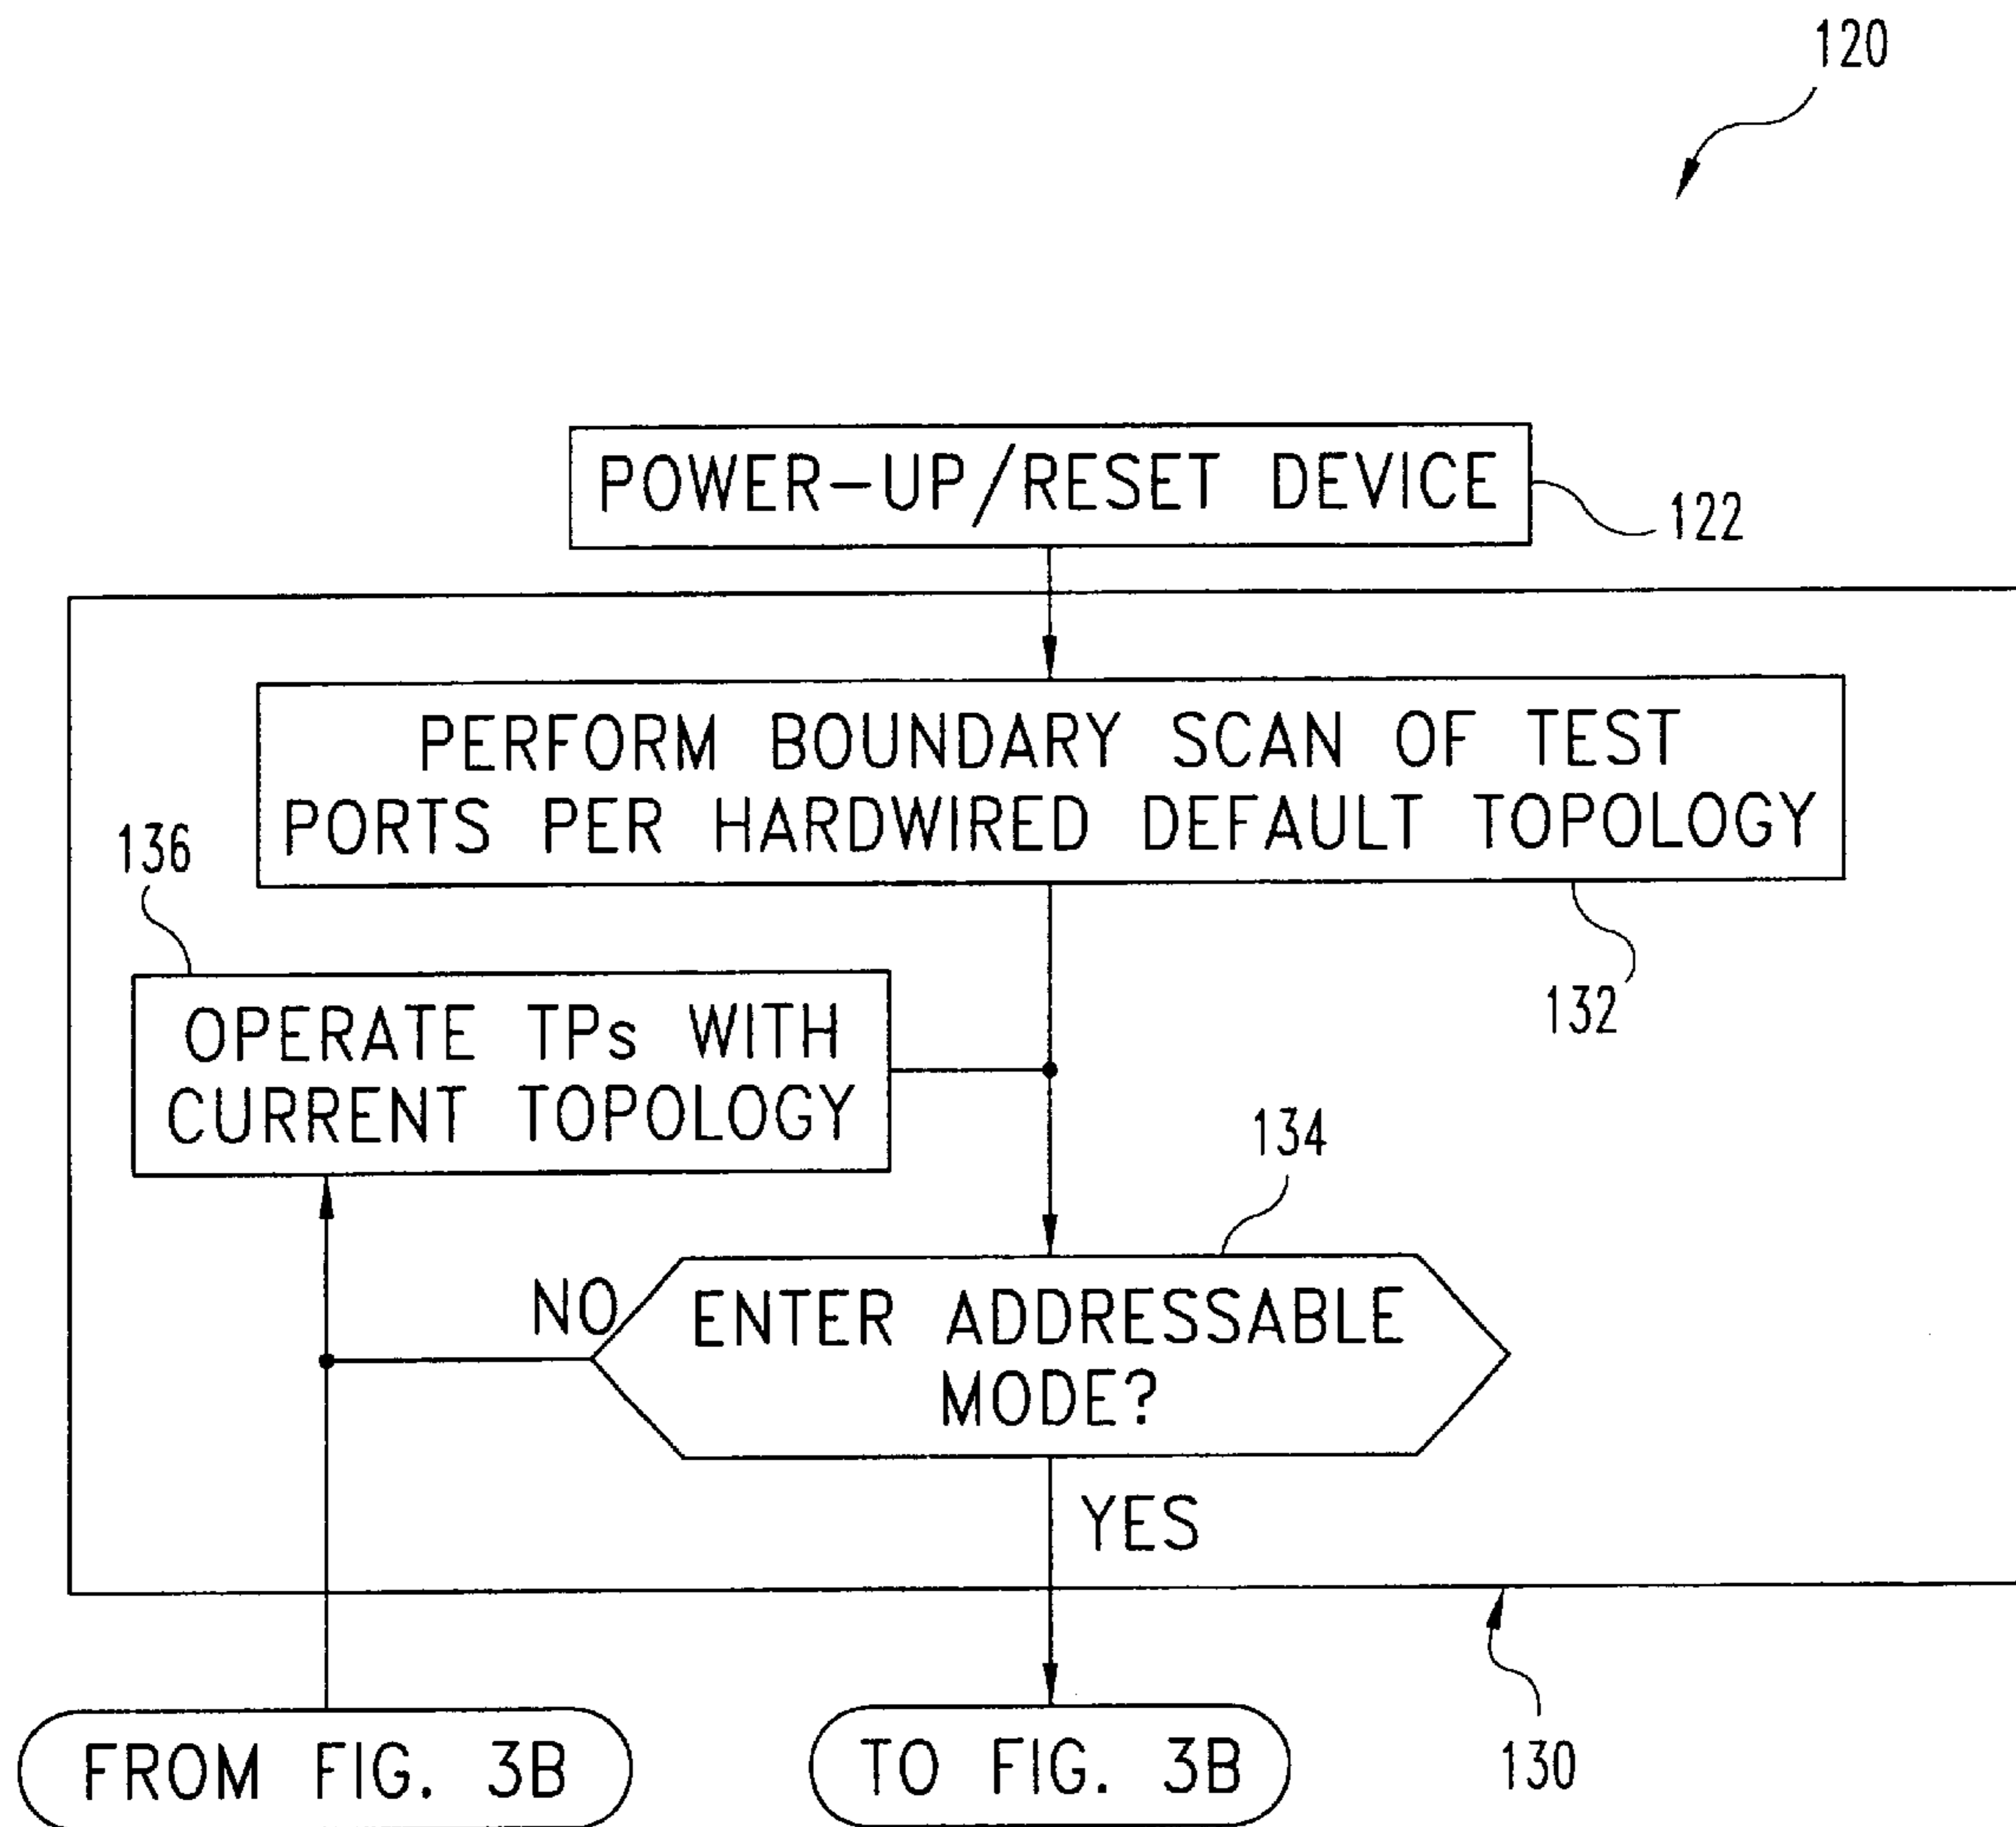 120
POWER-UP/RESET DEVICE
122
PERFORM BOUNDARY SCAN OF TEST
PORTS PER HARDWIRED DEFAULT TOPOLOGY
136
132
OPERATE TPs WITH
CURRENT TOPOLOGY
134
NO
ENTER ADDRESSABLE
MODE?
YES
130
FROM FIG. 3B
TO FIG. 3B